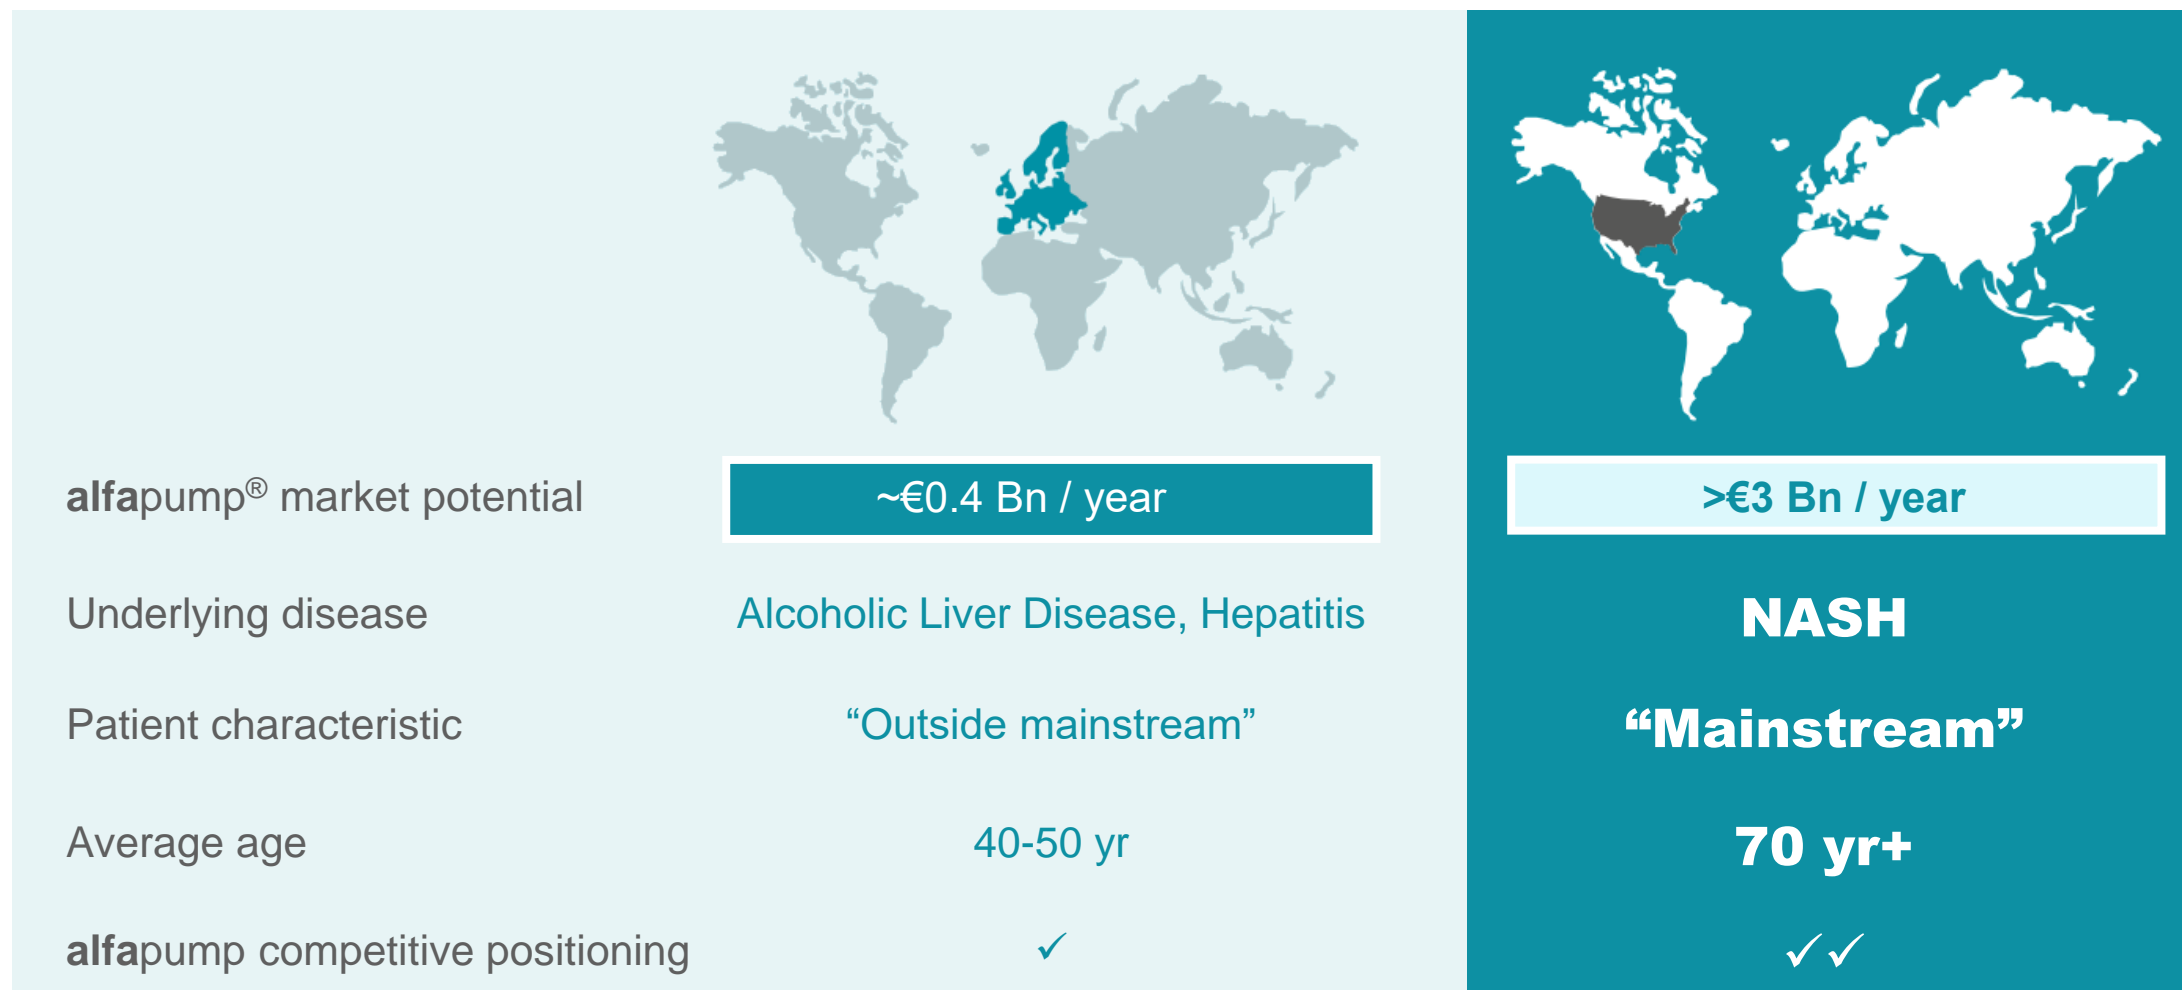 alfapump® market potential ~€0.4 Bn / year >€3 Bn / year
Underlying disease Alcoholic Liver Disease, Hepatitis NASH
Patient characteristic “Outside mainstream” “Mainstream”
Average age 40-50 yr 70 yr+
alfapump competitive positioning ✓ ✓✓